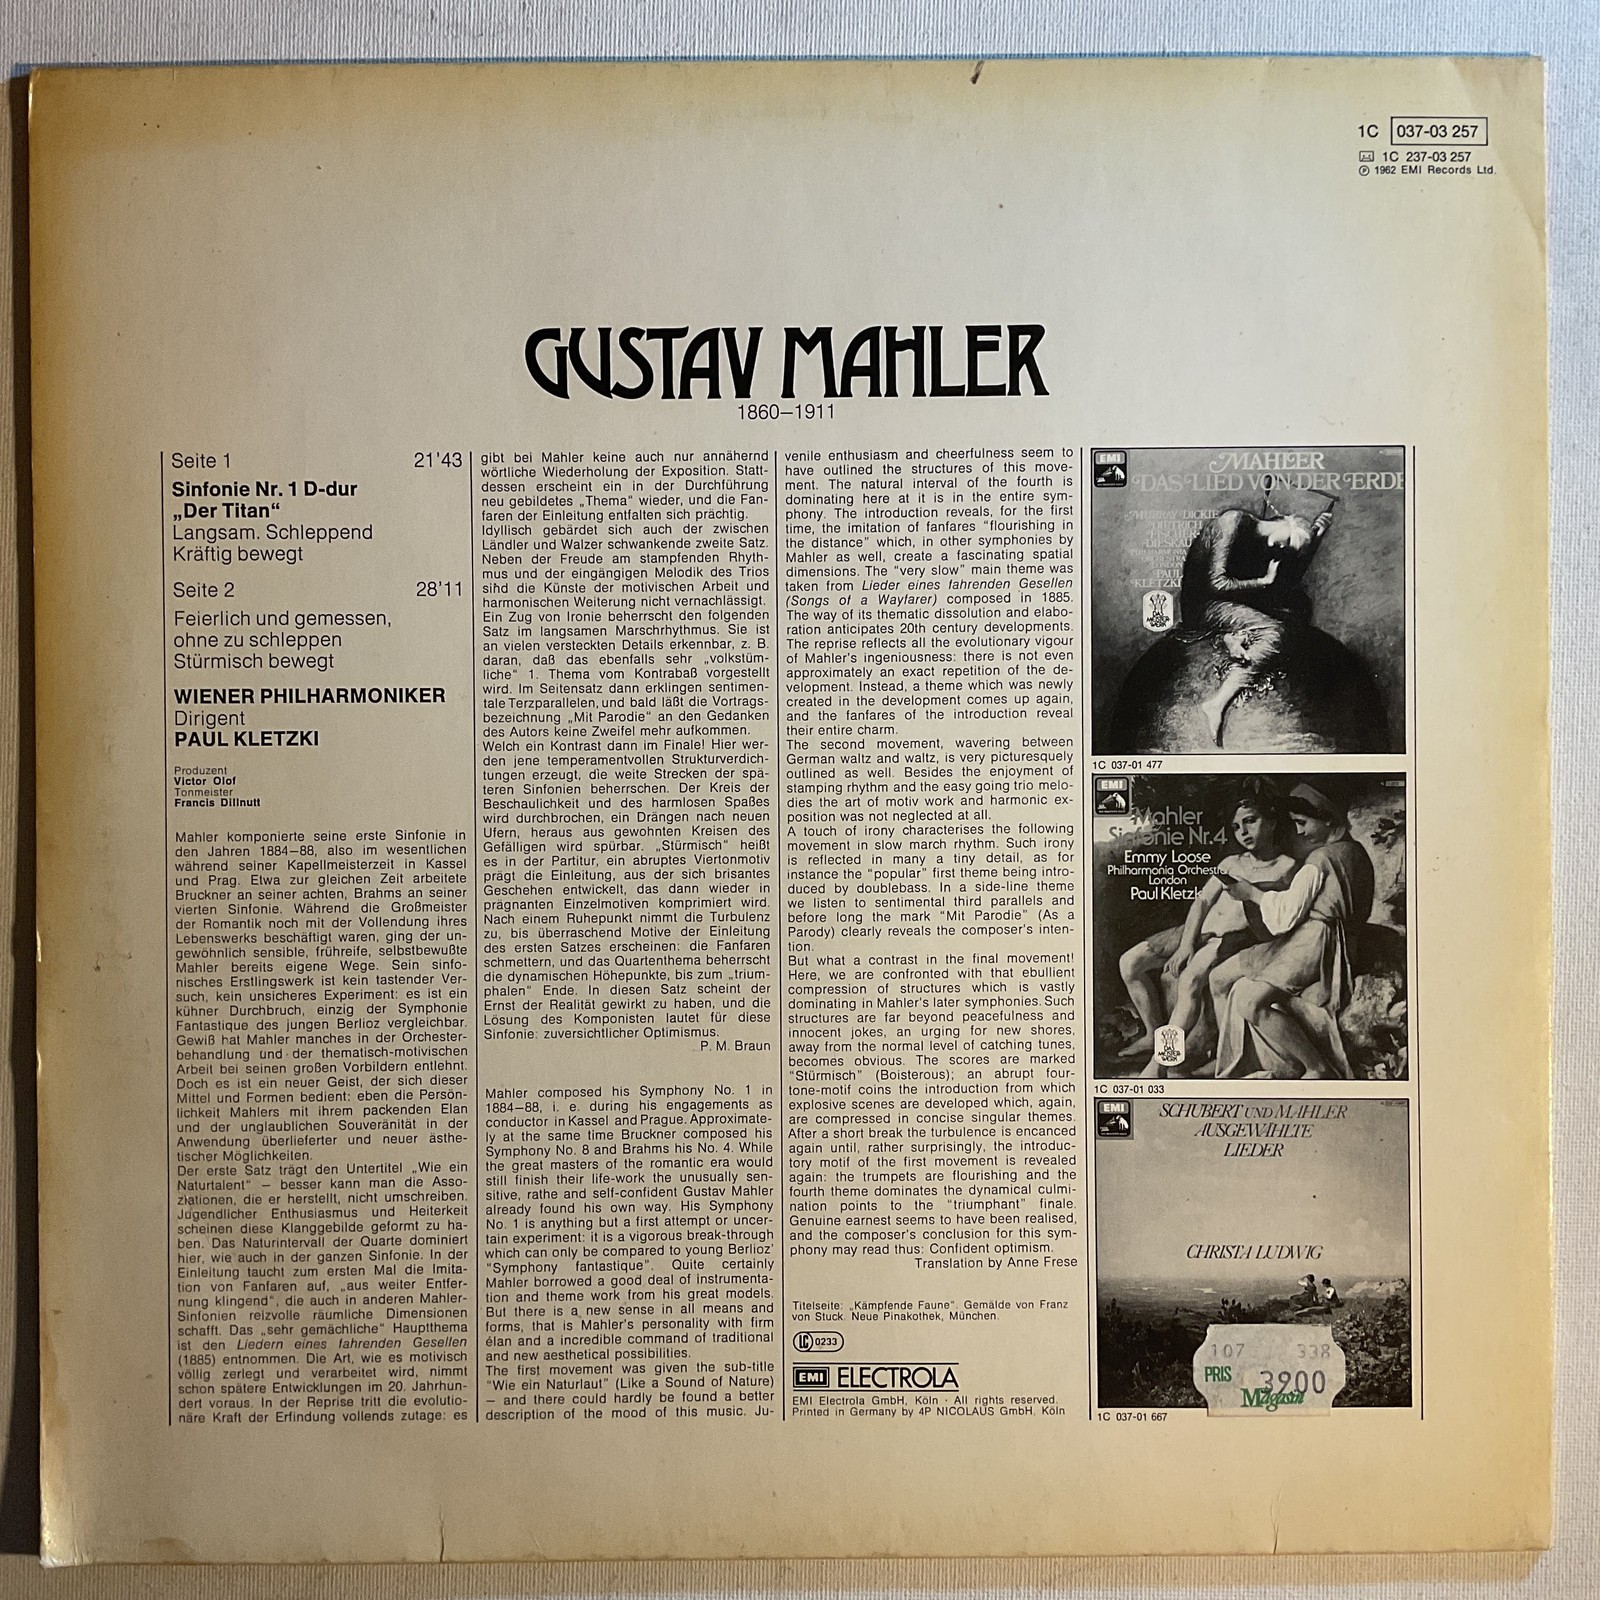 1C 037-03 257
1C 237-03 257
Ⓟ 1962 EMI Records Ltd.
GUSTAV MAHLER
1860–1911
Seite 1 21'43
Sinfonie Nr. 1 D-dur
„Der Titan“
Langsam. Schleppend
Kräftig bewegt
Seite 2 28'11
Feierlich und gemessen,
ohne zu schleppen
Stürmisch bewegt
WIENER PHILHARMONIKER
Dirigent
PAUL KLETZKI
Produzent
Victor Olof
Tonmeister
Francis Dillnutt
Mahler komponierte seine erste Sinfonie in
den Jahren 1884–88, also im wesentlichen
während seiner Kapellmeisterzeit in Kassel
und Prag. Etwa zur gleichen Zeit arbeitete
Bruckner an seiner achten, Brahms an seiner
vierten Sinfonie. Während die Großmeister
der Romantik noch mit der Vollendung ihres
Lebenswerks beschäftigt waren, ging der un-
gewöhnlich sensible, frühreife, selbstbewußte
Mahler bereits eigene Wege. Sein sinfo-
nisches Erstlingswerk ist kein tastender Ver-
such, kein unsicheres Experiment: es ist ein
kühner Durchbruch, einzig der Symphonie
Fantastique des jungen Berlioz vergleichbar.
Gewiß hat Mahler manches in der Orchester-
behandlung und der thematisch-motivischen
Arbeit bei seinen großen Vorbildern entlehnt.
Doch es ist ein neuer Geist, der sich dieser
Mittel und Formen bedient: eben die Persön-
lichkeit Mahlers mit ihrem packenden Elan
und der unglaublichen Souveränität in der
Anwendung überlieferter und neuer ästhe-
tischer Möglichkeiten.
Der erste Satz trägt den Untertitel „Wie ein
Naturtalent“ – besser kann man die Asso-
ziationen, die er herstellt, nicht umschreiben.
Jugendlicher Enthusiasmus und Heiterkeit
scheinen diese Klanggebilde geformt zu ha-
ben. Das Naturintervall der Quarte dominiert
hier, wie auch in der ganzen Sinfonie. In der
Einleitung taucht zum ersten Mal die Imita-
tion von Fanfaren auf, „aus weiter Entfer-
nung klingend“, die auch in anderen Mahler-
Sinfonien reizvolle räumliche Dimensionen
schafft. Das „sehr gemächliche“ Hauptthema
ist den Liedern eines fahrenden Gesellen
(1885) entnommen. Die Art, wie es motivisch
völlig zerlegt und verarbeitet wird, nimmt
schon spätere Entwicklungen im 20. Jahrhun-
dert voraus. In der Reprise tritt die evolutio-
näre Kraft der Erfindung vollends zutage: es
gibt bei Mahler keine auch nur annähernd
wörtliche Wiederholung der Exposition. Statt-
dessen erscheint ein in der Durchführung
neu gebildetes „Thema“ wieder, und die Fan-
faren der Einleitung entfalten sich prächtig.
Idyllisch gebärdet sich auch der zwischen
Ländler und Walzer schwankende zweite Satz.
Neben der Freude am stampfenden Rhyth-
mus und der eingängigen Melodik des Trios
sihd die Künste der motivischen Arbeit und
harmonischen Weiterung nicht vernachlässigt.
Ein Zug von Ironie beherrscht den folgenden
Satz im langsamen Marschrhythmus. Sie ist
an vielen versteckten Details erkennbar, z. B.
daran, daß das ebenfalls sehr „volkstüm-
liche“ 1. Thema vom Kontrabaß vorgestellt
wird. Im Seitensatz dann erklingen sentimen-
tale Terzparallelen, und bald läßt die Vortrags-
bezeichnung „Mit Parodie“ an den Gedanken
des Autors keine Zweifel mehr aufkommen.
Welch ein Kontrast dann im Finale! Hier wer-
den jene temperamentvollen Strukturverdich-
tungen erzeugt, die weite Strecken der spä-
teren Sinfonien beherrschen. Der Kreis der
Beschaulichkeit und des harmlosen Spaßes
wird durchbrochen, ein Drängen nach neuen
Ufern, heraus aus gewohnten Kreisen des
Gefälligen wird spürbar. „Stürmisch“ heißt
es in der Partitur, ein abruptes Viertonmotiv
prägt die Einleitung, aus der sich brisantes
Geschehen entwickelt, das dann wieder in
prägnanten Einzelmotiven komprimiert wird.
Nach einem Ruhepunkt nimmt die Turbulenz
zu, bis überraschend Motive der Einleitung
des ersten Satzes erscheinen: die Fanfaren
schmettern, und das Quartenthema beherrscht
die dynamischen Höhepunkte, bis zum „trium-
phalen“ Ende. In diesen Satz scheint der
Ernst der Realität gewirkt zu haben, und die
Lösung des Komponisten lautet für diese
Sinfonie: zuversichtlicher Optimismus.
P. M. Braun
Mahler composed his Symphony No. 1 in
1884–88, i. e. during his engagements as
conductor in Kassel and Prague. Approximate-
ly at the same time Bruckner composed his
Symphony No. 8 and Brahms his No. 4. While
the great masters of the romantic era would
still finish their life-work the unusually sen-
sitive, rathe and self-confident Gustav Mahler
already found his own way. His Symphony
No. 1 is anything but a first attempt or uncer-
tain experiment: it is a vigorous break-through
which can only be compared to young Berlioz'
“Symphony fantastique”. Quite certainly
Mahler borrowed a good deal of instrumenta-
tion and theme work from his great models.
But there is a new sense in all means and
forms, that is Mahler's personality with firm
élan and a incredible command of traditional
and new aesthetical possibilities.
The first movement was given the sub-title
“Wie ein Naturlaut” (Like a Sound of Nature)
– and there could hardly be found a better
description of the mood of this music. Ju-
venile enthusiasm and cheerfulness seem to
have outlined the structures of this move-
ment. The natural interval of the fourth is
dominating here at it is in the entire sym-
phony. The introduction reveals, for the first
time, the imitation of fanfares “flourishing in
the distance” which, in other symphonies by
Mahler as well, create a fascinating spatial
dimensions. The “very slow” main theme was
taken from Lieder eines fahrenden Gesellen
(Songs of a Wayfarer) composed in 1885.
The way of its thematic dissolution and elabo-
ration anticipates 20th century developments.
The reprise reflects all the evolutionary vigour
of Mahler's ingeniousness: there is not even
approximately an exact repetition of the de-
velopment. Instead, a theme which was newly
created in the development comes up again,
and the fanfares of the introduction reveal
their entire charm.
The second movement, wavering between
German waltz and waltz, is very picturesquely
outlined as well. Besides the enjoyment of
stamping rhythm and the easy going trio melo-
dies the art of motiv work and harmonic ex-
position was not neglected at all.
A touch of irony characterises the following
movement in slow march rhythm. Such irony
is reflected in many a tiny detail, as for
instance the “popular” first theme being intro-
duced by doublebass. In a side-line theme
we listen to sentimental third parallels and
before long the mark “Mit Parodie” (As a
Parody) clearly reveals the composer's inten-
tion.
But what a contrast in the final movement!
Here, we are confronted with that ebullient
compression of structures which is vastly
dominating in Mahler's later symphonies. Such
structures are far beyond peacefulness and
innocent jokes, an urging for new shores,
away from the normal level of catching tunes,
becomes obvious. The scores are marked
“Stürmisch” (Boisterous); an abrupt four-
tone-motif coins the introduction from which
explosive scenes are developed which, again,
are compressed in concise singular themes.
After a short break the turbulence is encanced
again until, rather surprisingly, the introduc-
tory motif of the first movement is revealed
again: the trumpets are flourishing and the
fourth theme dominates the dynamical culmi-
nation points to the “triumphant” finale.
Genuine earnest seems to have been realised,
and the composer's conclusion for this sym-
phony may read thus: Confident optimism.
Translation by Anne Frese
Titelseite: „Kämpfende Faune“. Gemälde von Franz
von Stuck. Neue Pinakothek, München.
LC 0233
EMI ELECTROLA
EMI Electrola GmbH, Köln · All rights reserved.
Printed in Germany by 4P NICOLAUS GmbH, Köln
EMI
MAHLER
DAS LIED VON DER ERDE
MURRAY DICKIE
DIETRICH
PAUL
KLETZKI
DAS
MEISTER
WERK
1C 037-01 477
EMI
Mahler
Sinfonie Nr.4
Emmy Loose
Philharmonia Orchestra
London
Paul Kletzki
DAS
MEISTER
WERK
1C 037-01 033
EMI
SCHUBERT UND MAHLER
AUSGEWÄHLTE
LIEDER
CHRISTA LUDWIG
107 338
PRIS 3900
Magasin
1C 037-01 667